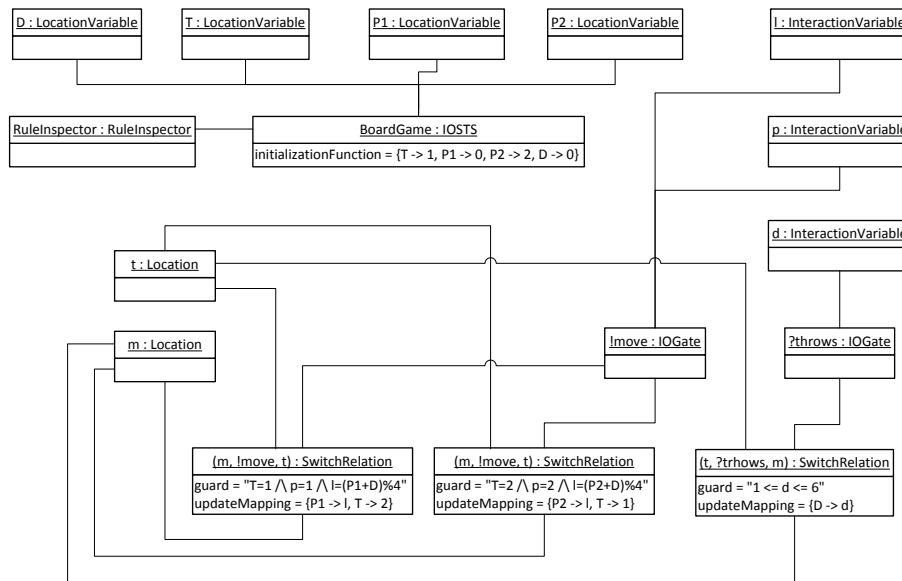 D : LocationVariable
T : LocationVariable
P1 : LocationVariable
P2 : LocationVariable
l : InteractionVariable
RuleInspector : RuleInspector
BoardGame : IOSTS
initializationFunction = {T -> 1, P1 -> 0, P2 -> 2, D -> 0}
p : InteractionVariable
d : InteractionVariable
t : Location
m : Location
!move : IOGate
?throws : IOGate
(m, !move, t) : SwitchRelation
guard = "T=1 /\ p=1 /\ l=(P1+D)%4"
updateMapping = {P1 -> l, T -> 2}
(m, !move, t) : SwitchRelation
guard = "T=2 /\ p=2 /\ l=(P2+D)%4"
updateMapping = {P2 -> l, T -> 1}
(t, ?trhows, m) : SwitchRelation
guard = "1 <= d <= 6"
updateMapping = {D -> d}